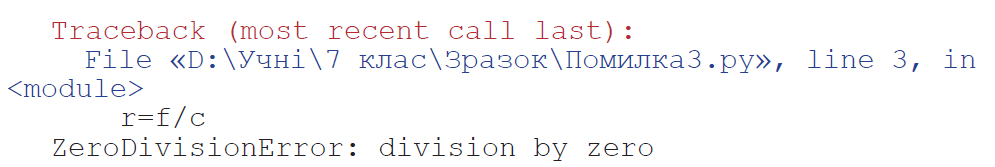 Traceback (most recent call last):
File «D:\Учні\7 клас\Зразок\Помилка3.py», line 3, in
<module>
r=f/c
ZeroDivisionError: division by zero